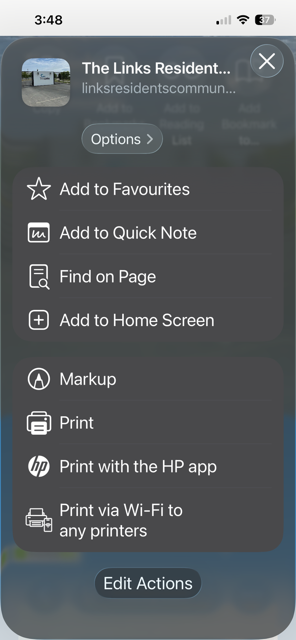 3:48
37
The Links Resident...
linksresidentscommun...
Options
Add to Favourites
Add to Quick Note
Find on Page
Add to Home Screen
Markup
Print
hp
Print with the HP app
Print via Wi-Fi to
any printers
Edit Actions